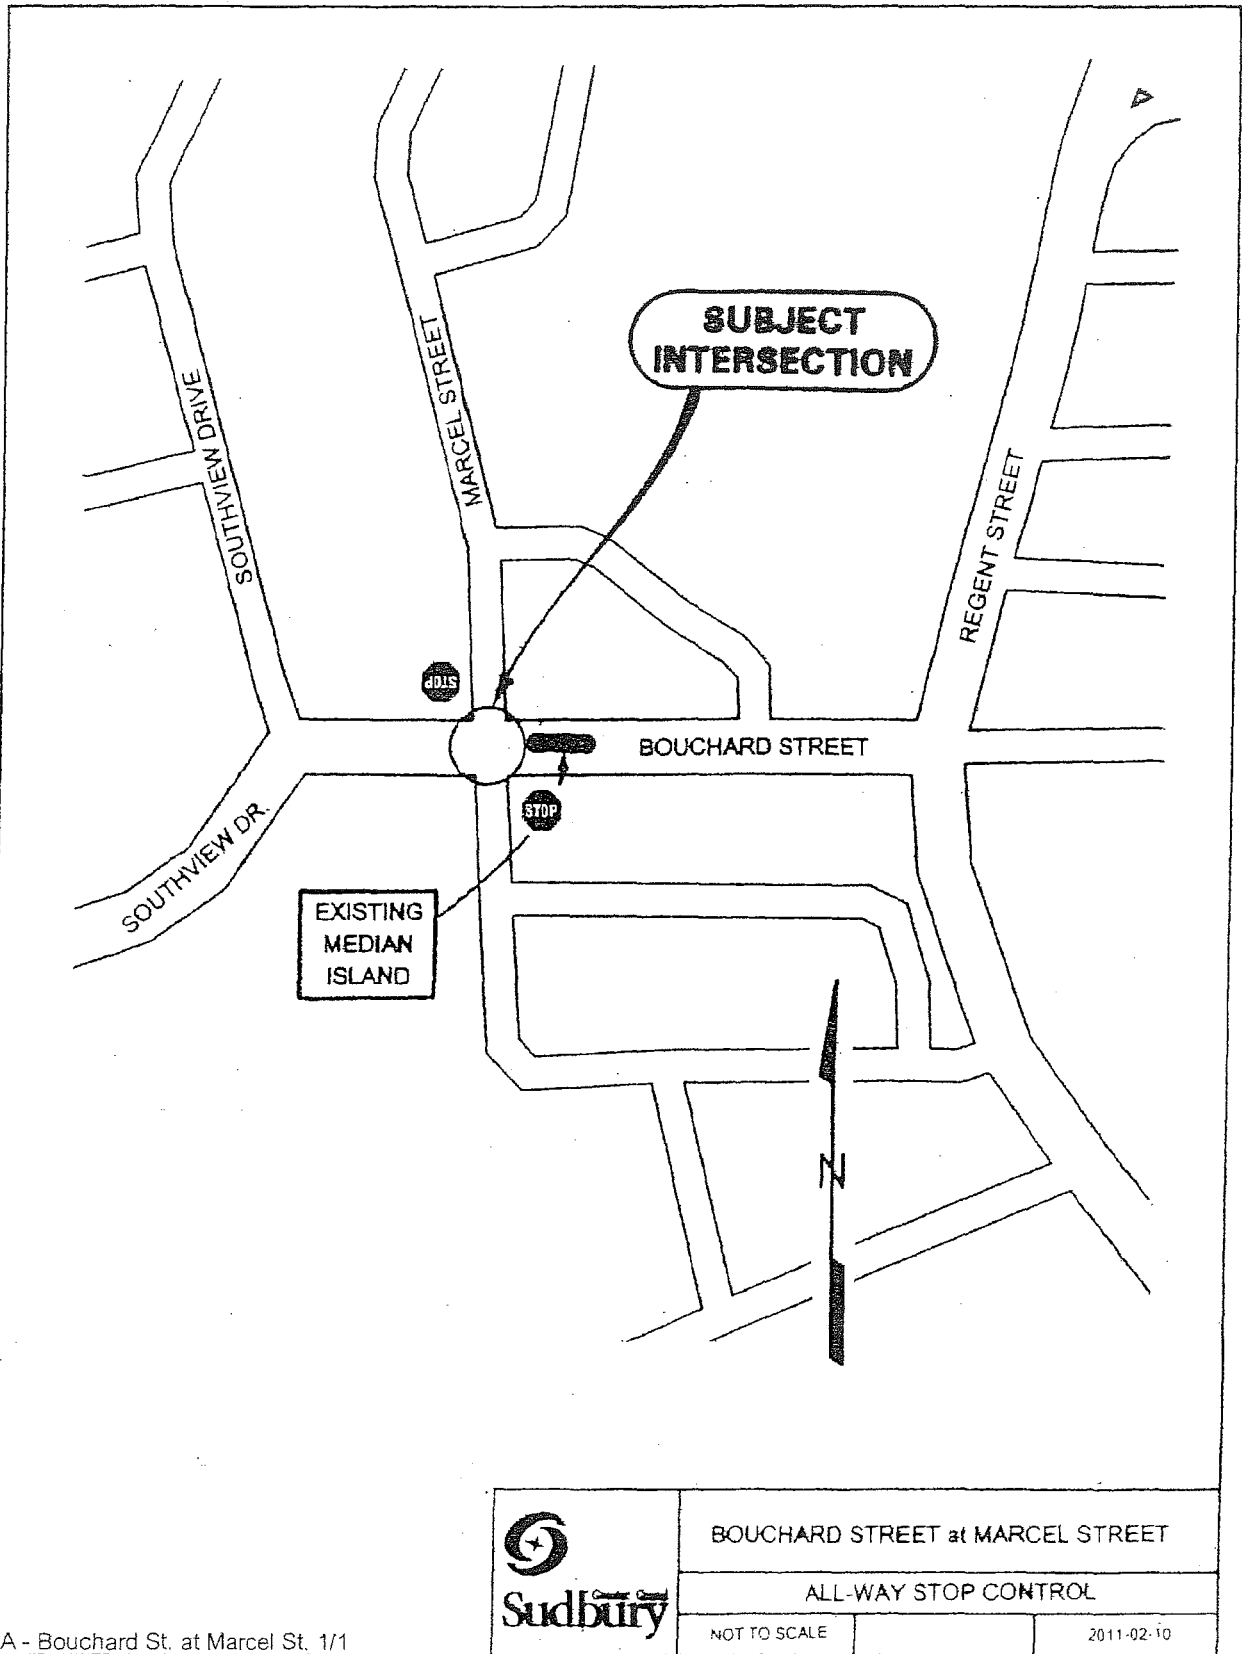 SUBJECT
INTERSECTION
SOUTHVIEW DRIVE
MARCEL STREET
REGENT STREET
STOP
BOUCHARD STREET
STOP
SOUTHVIEW DR.
EXISTING
MEDIAN
ISLAND
N
BOUCHARD STREET at MARCEL STREET
ALL-WAY STOP CONTROL
Sudbury
NOT TO SCALE
2011-02-10
A - Bouchard St. at Marcel St. 1/1